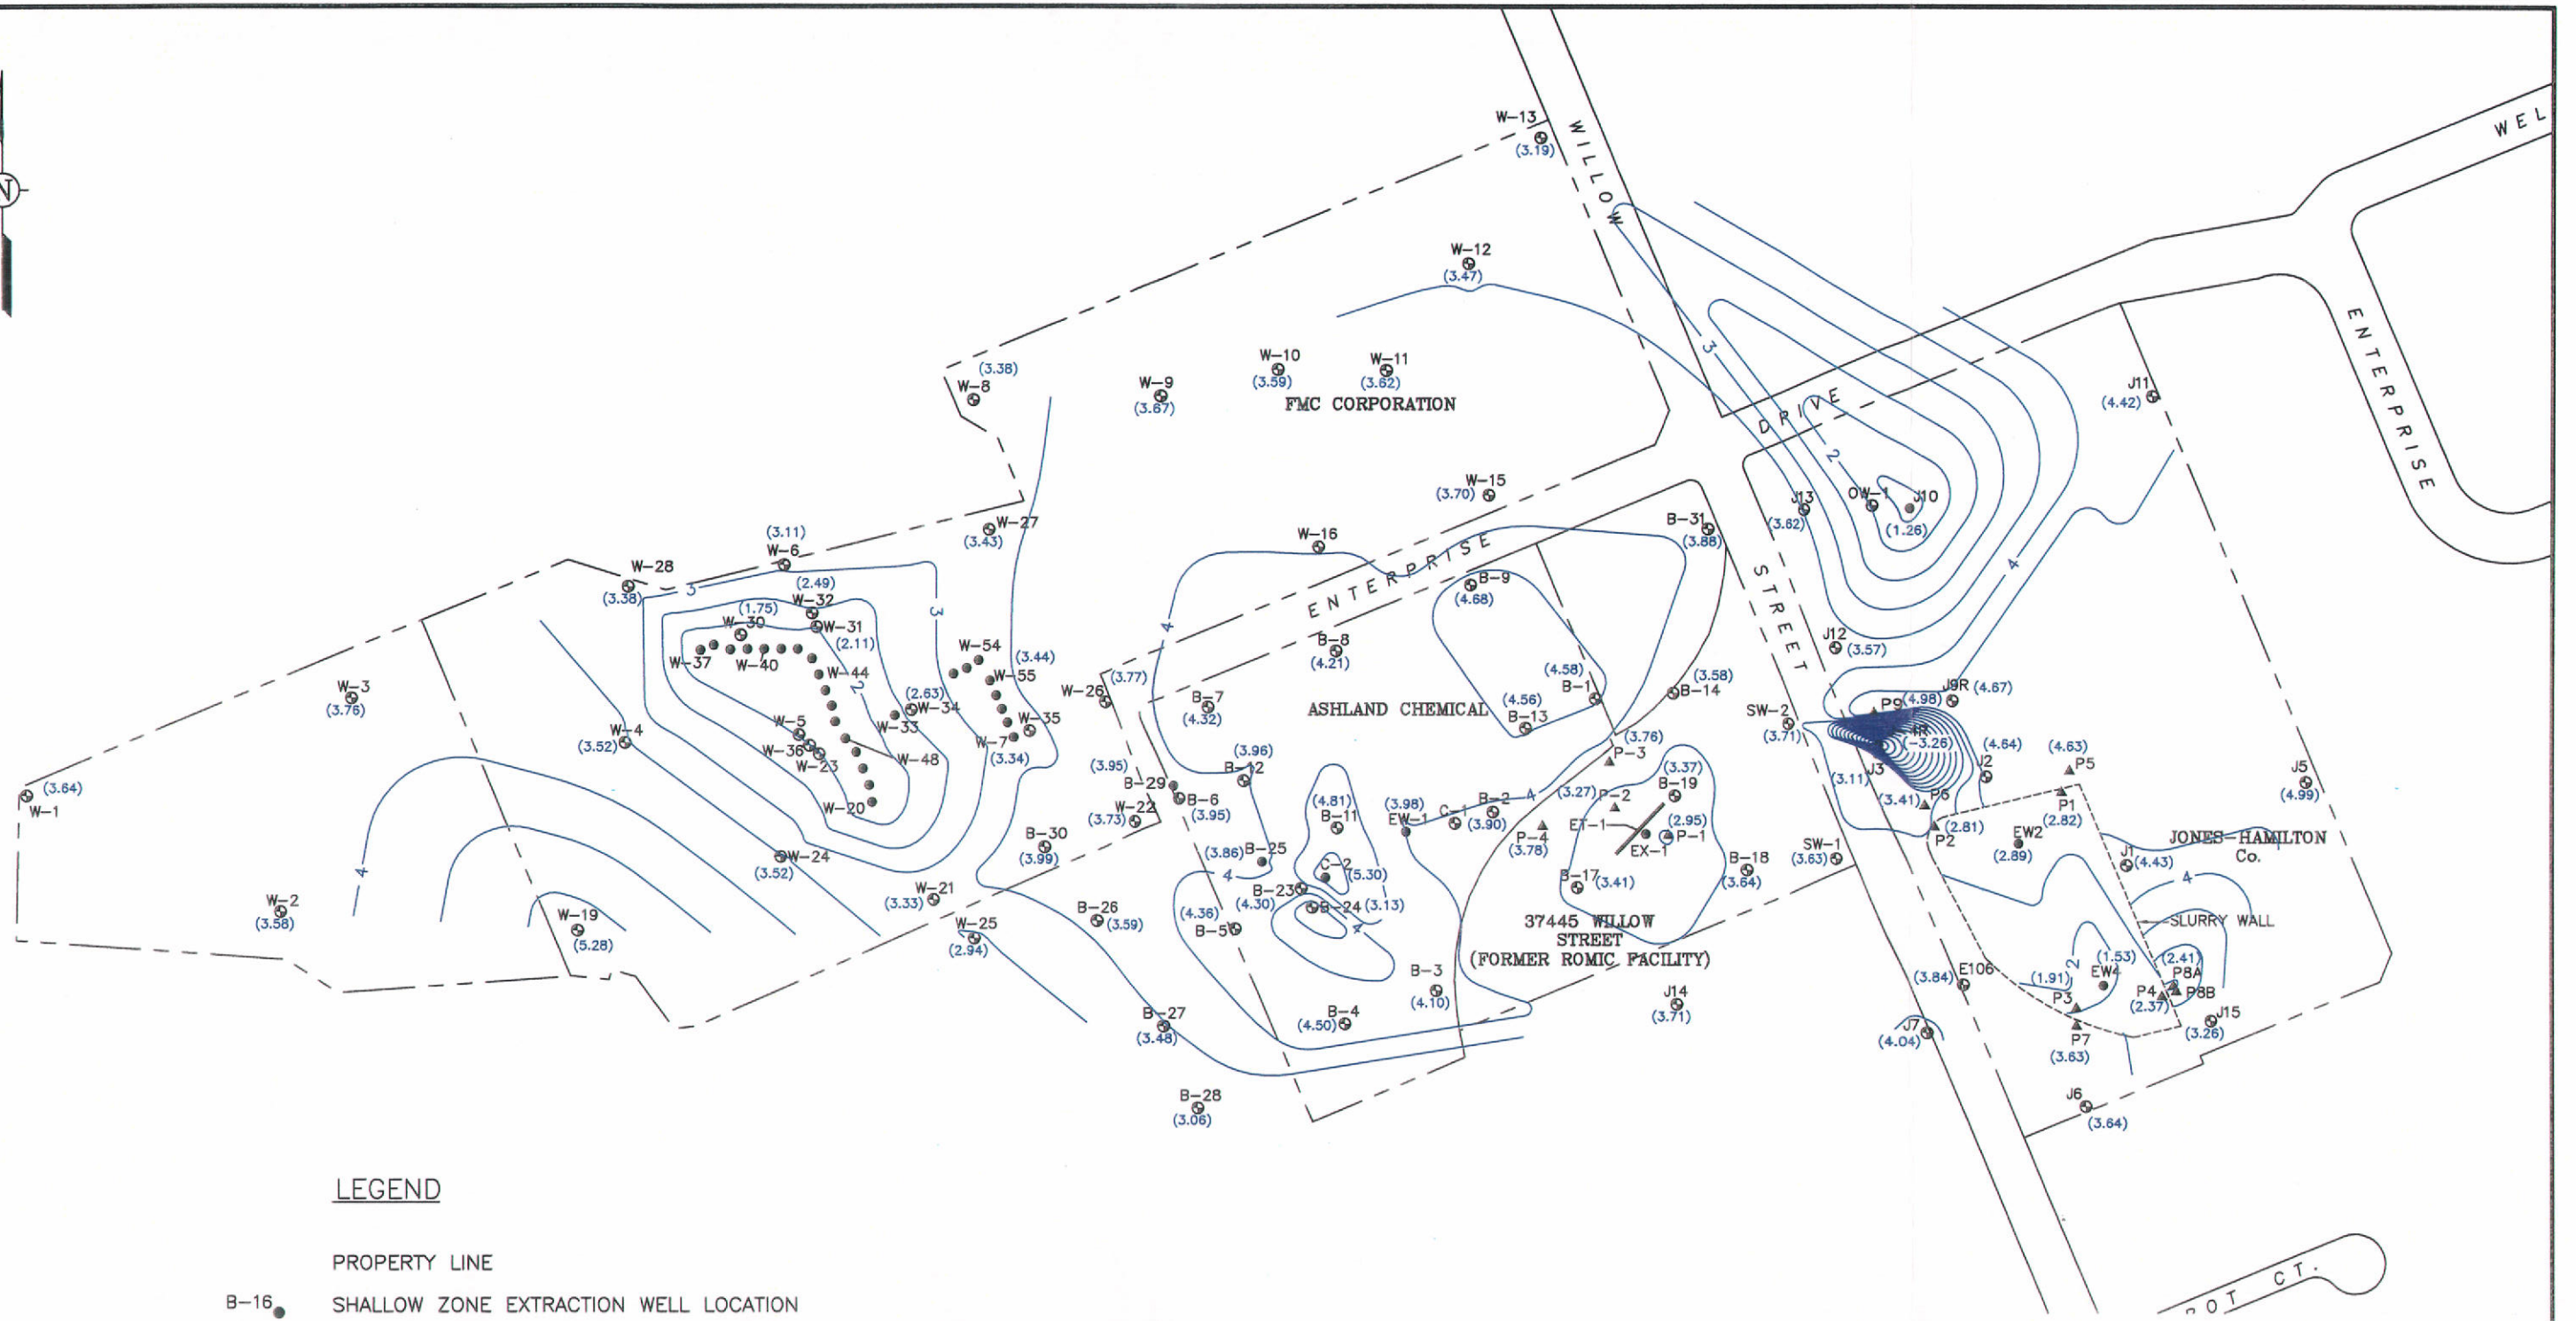 WEL
W-13
(3.19)
WILLOW
W-12
(3.47)
ENTERPRISE
W-10
(3.59)
W-11
(3.62)
FMC CORPORATION
(3.38)
W-8
W-9
(3.67)
3
DRIVE
J11
(4.42)
2
W-15
(3.70)
J13
(3.62)
OW-1
J10
(1.26)
N
W-27
(3.43)
(3.11)
W-6
W-16
B-31
(3.88)
ENTERPRISE
STREET
4
W-28
(3.38)
3
(2.49)
W-32
(1.75)
W-30
W-31
(2.11)
3
B-9
(4.68)
4
B-8
(4.21)
J12
(3.57)
W-37
W-40
W-44
2
W-54
(3.44)
W-55
(3.77)
W-26
W-3
(3.76)
(2.63)
W-34
W-33
B-7
(4.32)
ASHLAND CHEMICAL
(4.58)
B-1
(4.56)
B-13
(3.58)
B-14
J9R
(4.67)
(4.98)
P9
SW-2
(3.71)
(-3.26)
W-4
(3.52)
W-5
W-36
W-23
W-48
W-7
W-35
(3.34)
(3.76)
P-3
J3
(3.11)
(4.64)
J2
(4.63)
P5
J5
(4.99)
W-1
(3.64)
W-20
(3.95)
B-29
B-6
(3.95)
W-22
(3.73)
(3.96)
B-12
(4.81)
B-11
(3.98)
EW-1
C-1
B-2
(3.90)
4
(3.27)
P-2
(3.37)
B-19
(2.95)
P-1
ET-1
EX-1
P-4
(3.78)
(3.41)
P6
P2
(2.81)
P1
(2.82)
EW2
(2.89)
J1
(4.43)
JONES-HAMILTON
Co.
B-30
(3.99)
W-24
(3.52)
(3.86)
B-25
C-2
(5.30)
4
B-23
(4.30)
B-24
(3.13)
4
B-17
(3.41)
B-18
(3.64)
SW-1
(3.63)
4
4
W-2
(3.58)
W-19
(5.28)
W-21
(3.33)
W-25
(2.94)
B-26
(3.59)
(4.36)
B-5
37445 WILLOW
STREET
(FORMER ROMIC FACILITY)
SLURRY WALL
B-3
(4.10)
J14
(3.71)
E106
(3.84)
(1.91)
2
(1.53)
EW4
(2.41)
P8A
P8B
P4
(2.37)
P3
B-27
(3.48)
B-4
(4.50)
J7
(4.04)
P7
(3.63)
J15
(3.26)
B-28
(3.06)
J6
(3.64)
LEGEND
PROPERTY LINE
B-16
SHALLOW ZONE EXTRACTION WELL LOCATION
OT CT.